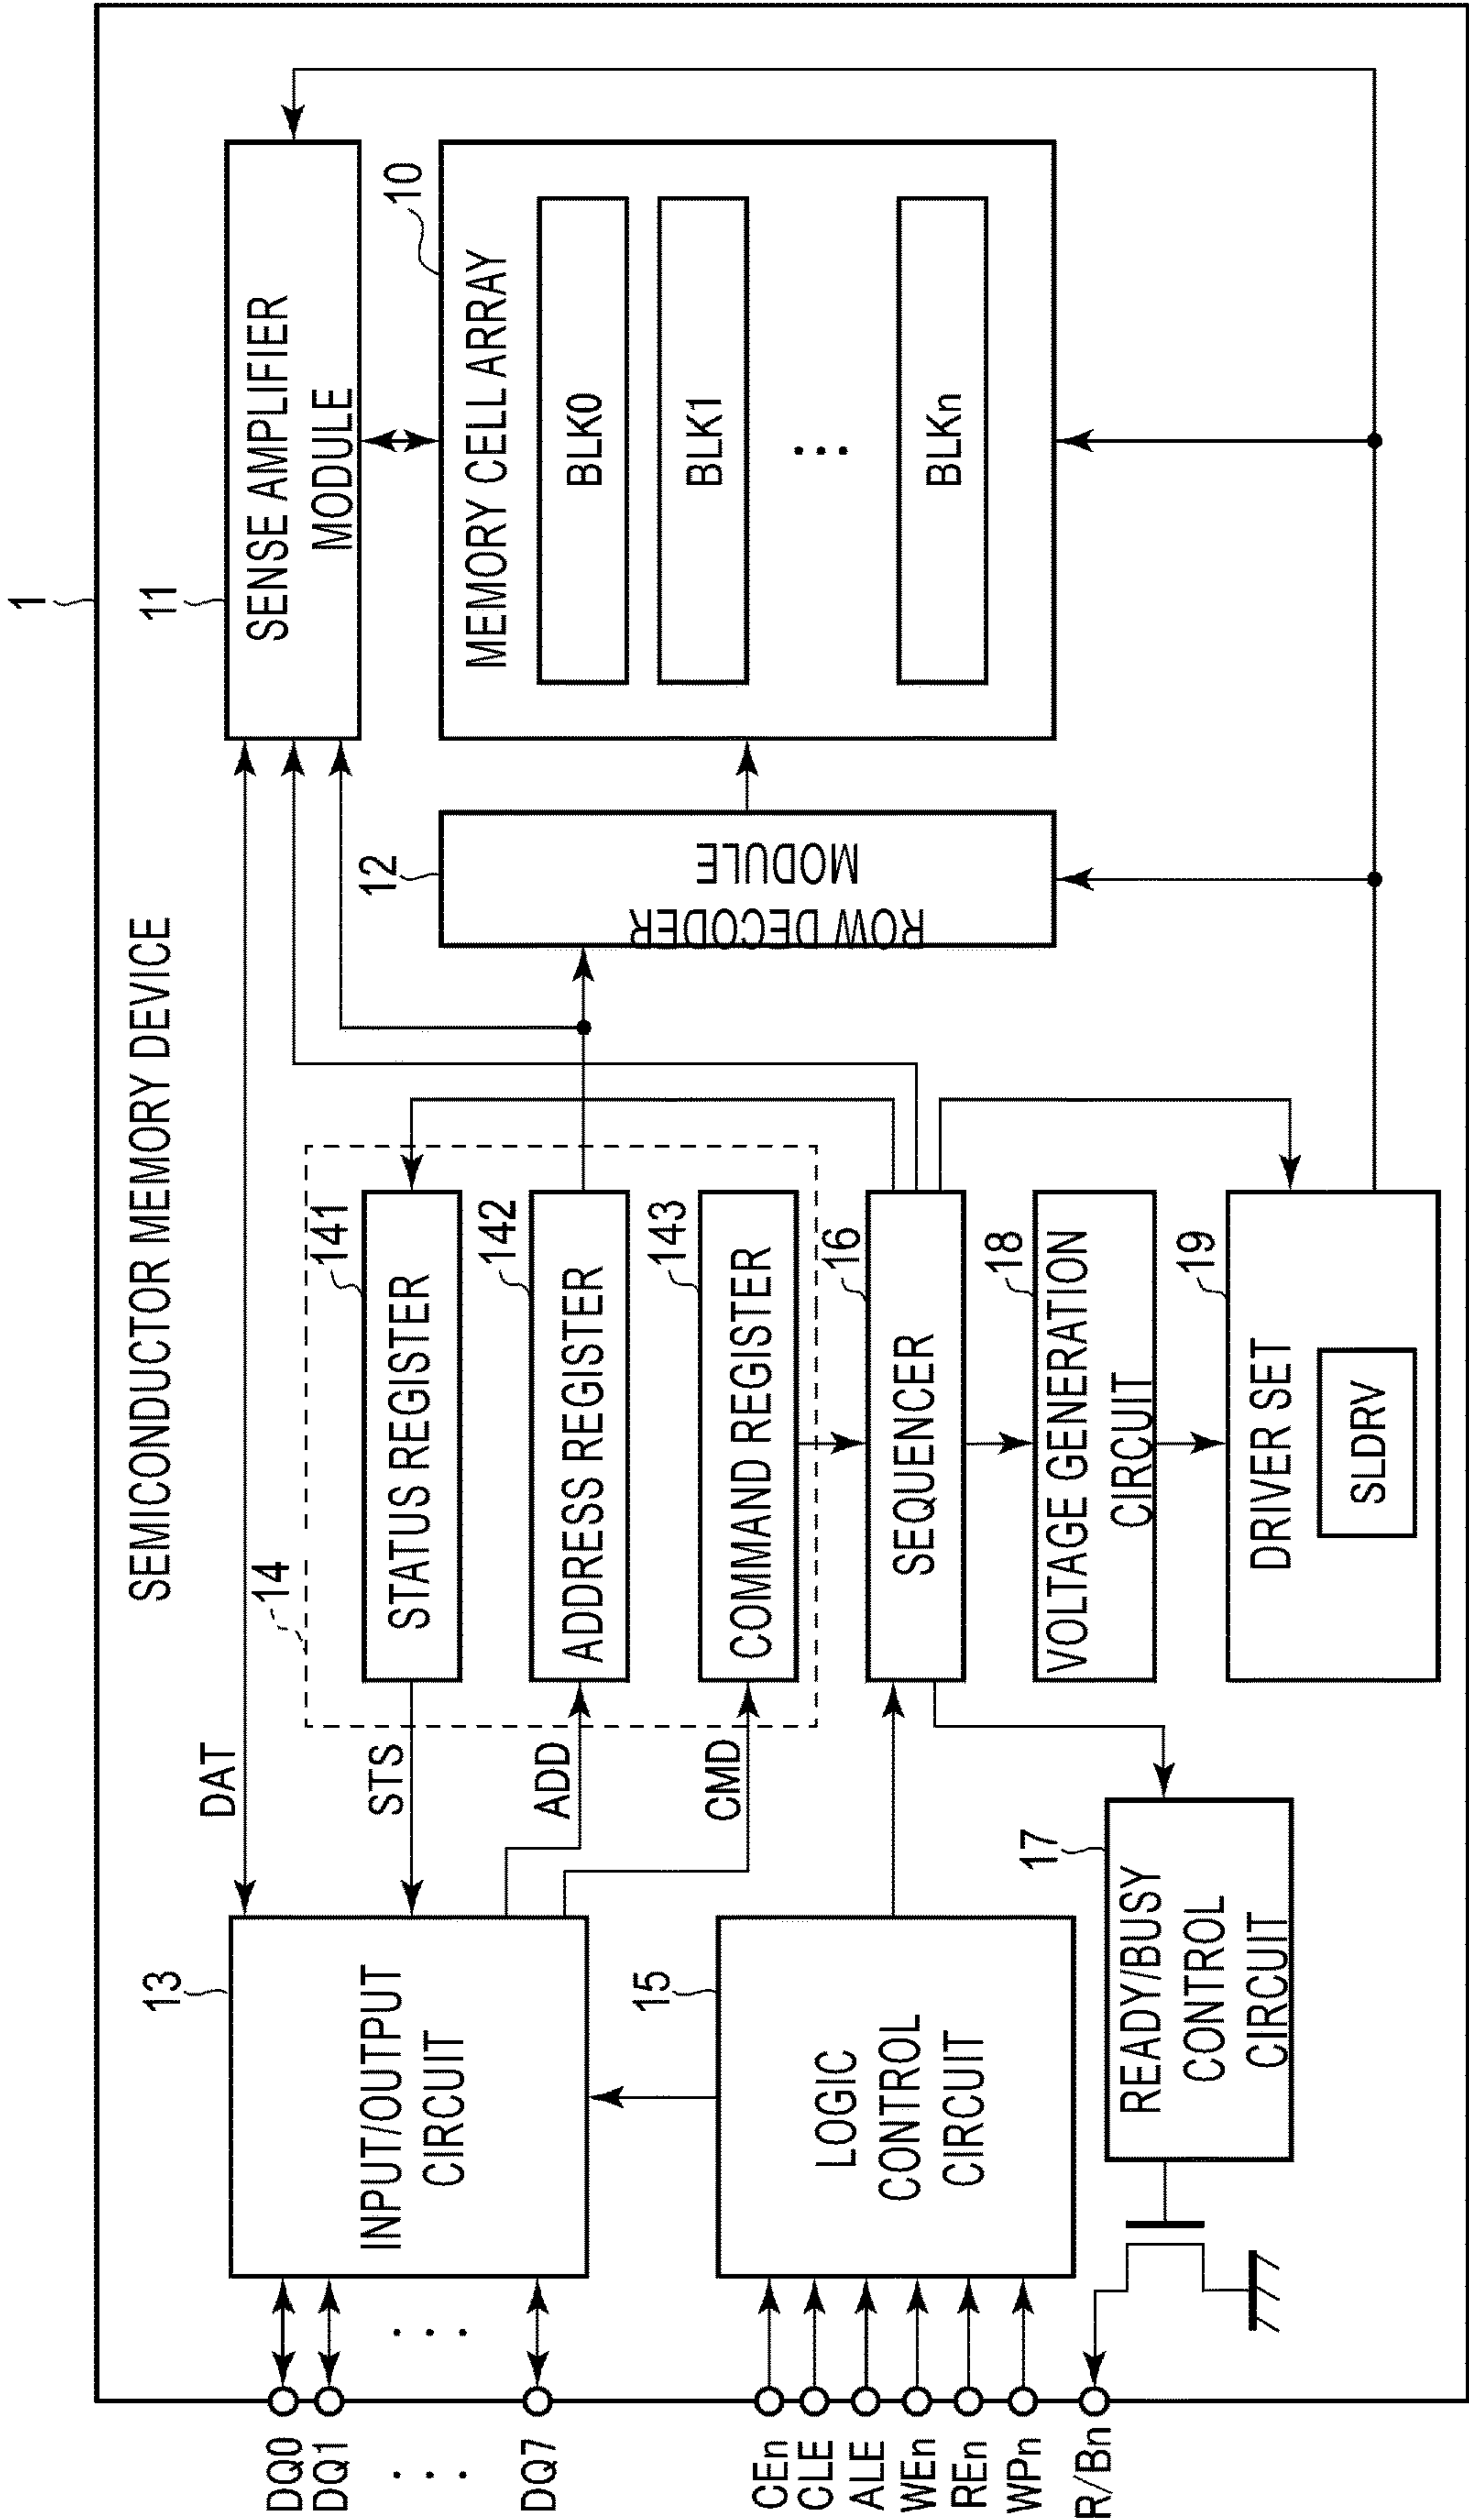 1
SEMICONDUCTOR MEMORY DEVICE
DQ0
DQ1
DQ7
CEn
CLE
ALE
WEn
REn
WPn
R/Bn
13
INPUT/OUTPUT
CIRCUIT
15
LOGIC
CONTROL
CIRCUIT
17
READY/BUSY
CONTROL
CIRCUIT
DAT
STS
ADD
CMD
14
141
STATUS REGISTER
142
ADDRESS REGISTER
143
COMMAND REGISTER
16
SEQUENCER
18
VOLTAGE GENERATION
CIRCUIT
19
DRIVER SET
SLDRV
12
ROW DECODER
MODULE
11
SENSE AMPLIFIER
MODULE
10
MEMORY CELL ARRAY
BLK0
BLK1
BLKn